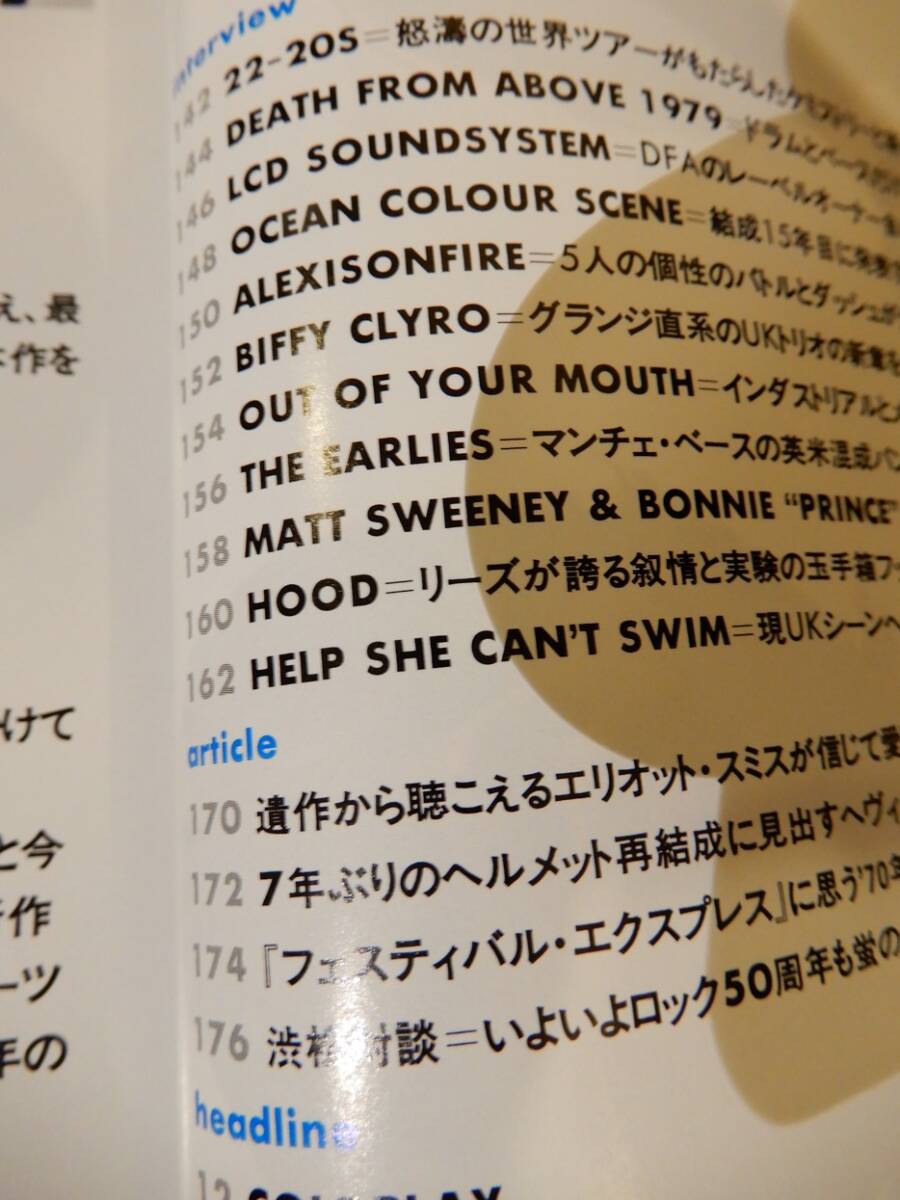 え、最
本作を
かけて
と今
作
ーツ
年の
interview
142 22-20S=怒濤の世界ツアーがもたらした
144 DEATH FROM ABOVE 1979=ドラムとベース
146 LCD SOUNDSYSTEM=DFAのレーベルオーナー
148 OCEAN COLOUR SCENE=結成15年目に発表
150 ALEXISONFIRE=5人の個性のバトルとダッシュが
152 BIFFY CLYRO=グランジ直系のUKトリオの新章を
154 OUT OF YOUR MOUTH=インダストリアルと
156 THE EARLIES=マンチェ・ベースの英米混成バン
158 MATT SWEENEY & BONNIE "PRINCE"
160 HOOD=リーズが誇る叙情と実験の玉手箱フ
162 HELP SHE CAN'T SWIM=現UKシーンへ
article
170 遺作から聴こえるエリオット・スミスが信じて愛
172 7年ぶりのヘルメット再結成に見出すヘヴィ
174 『フェスティバル・エクスプレス』に思う'70年
176 渋松対談=いよいよロック50周年も蛍の
headline
12 COLDPLAY